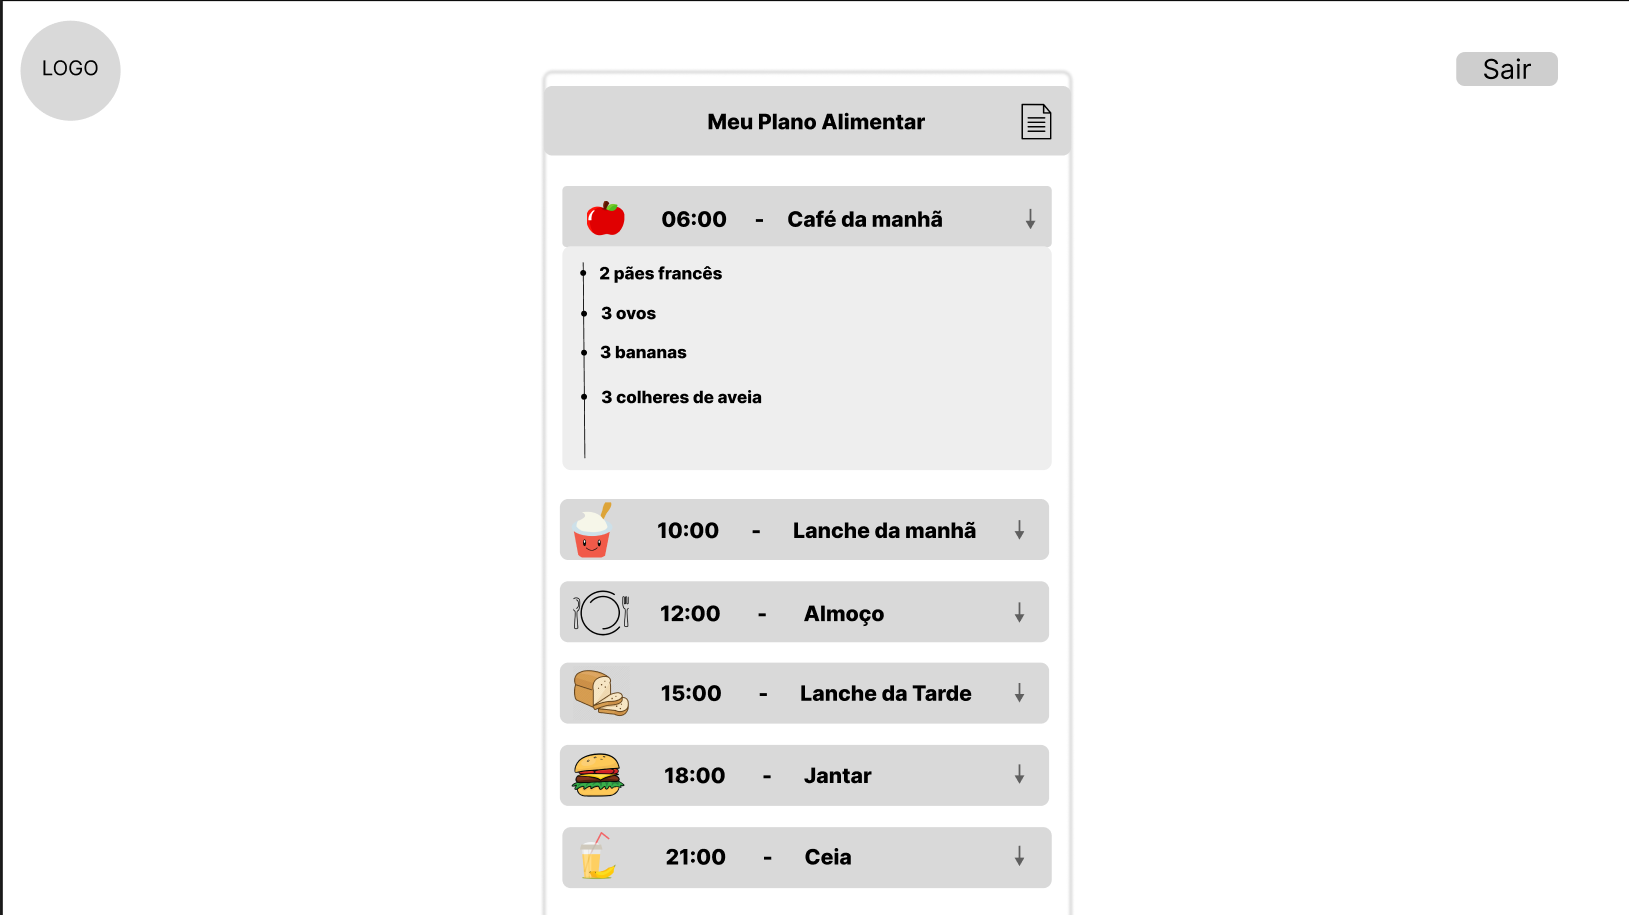 LOGO
Sair
Meu Plano Alimentar
06:00 - Café da manhã
2 pães francês
3 ovos
3 bananas
3 colheres de aveia
10:00 - Lanche da manhã
12:00 - Almoço
15:00 - Lanche da Tarde
18:00 - Jantar
21:00 - Ceia